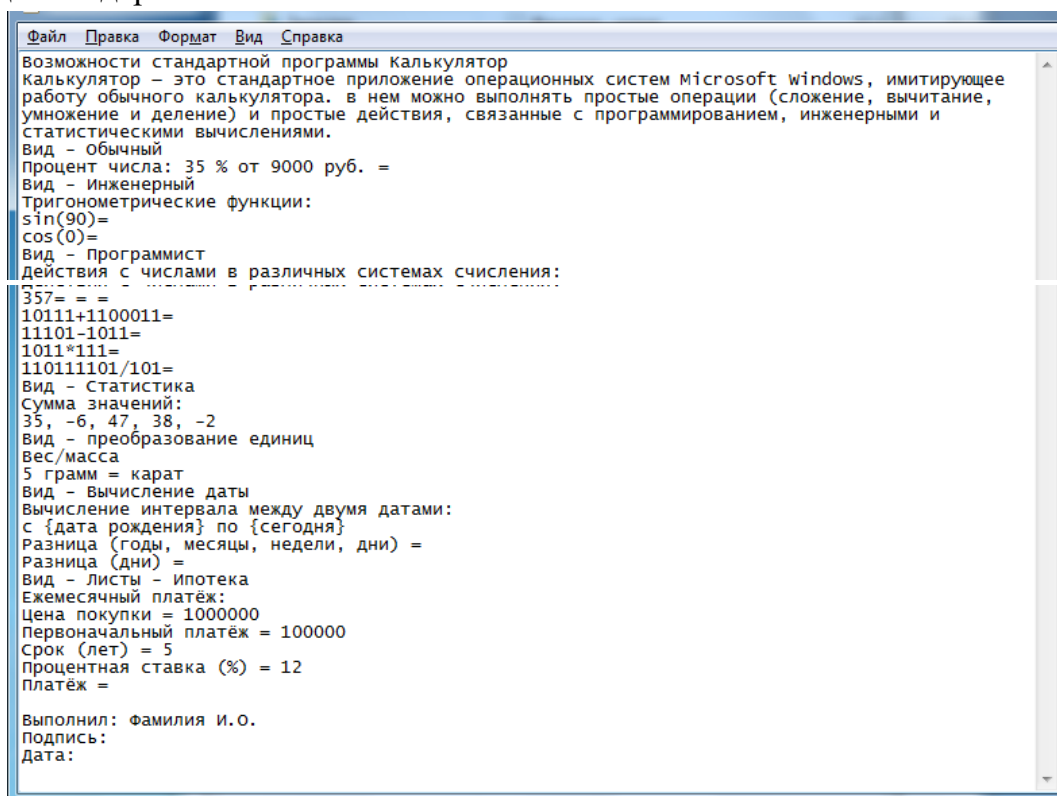 Файл Правка Формат Вид Справка
Возможности стандартной программы Калькулятор
Калькулятор – это стандартное приложение операционных систем Microsoft Windows, имитирующее
работу обычного калькулятора. в нем можно выполнять простые операции (сложение, вычитание,
умножение и деление) и простые действия, связанные с программированием, инженерными и
статистическими вычислениями.
Вид – Обычный
Процент числа: 35 % от 9000 руб. =
Вид – Инженерный
Тригонометрические функции:
sin(90)=
cos(0)=
Вид – Программист
Действия с числами в различных системах счисления:
357= = =
10111+1100011=
11101-1011=
1011*111=
110111101/101=
Вид – Статистика
Сумма значений:
35, -6, 47, 38, -2
Вид – преобразование единиц
Вес/масса
5 грамм = карат
Вид – Вычисление даты
Вычисление интервала между двумя датами:
с {дата рождения} по {сегодня}
Разница (годы, месяцы, недели, дни) =
Разница (дни) =
Вид – Листы – Ипотека
Ежемесячный платёж:
Цена покупки = 1000000
Первоначальный платёж = 100000
Срок (лет) = 5
Процентная ставка (%) = 12
Платёж =
Выполнил: Фамилия И.О.
Подпись:
Дата: